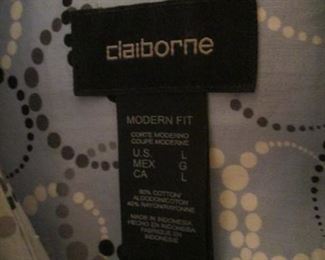 claiborne
MODERN FIT
CORTE MODERNO
COUPE MODERNE
U.S. L
MEX G
CA L
60% COTTON/
ALGODON/COTON
40% RAYON/RAYONNE
MADE IN INDONESIA
HECHO EN INDONESIA
FABRIQUE EN
INDONESIE